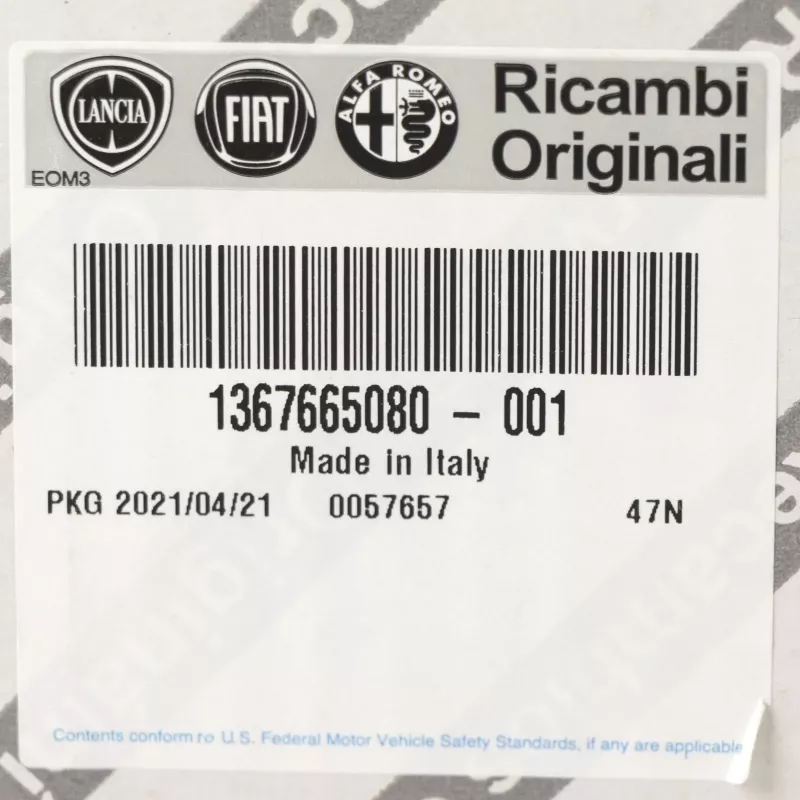 LANCIA
FIAT
ALFA ROMEO
Ricambi
Originali
EOM3
1367665080 - 001
Made in Italy
PKG 2021/04/21 0057657 47N
Contents conform to U.S. Federal Motor Vehicle Safety Standards, if any are applicable